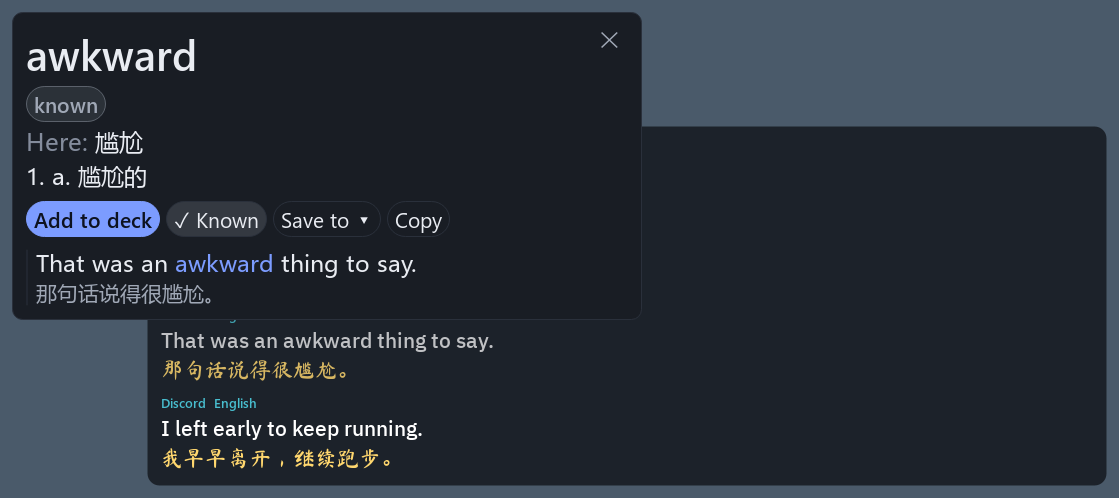 awkward
known
Here: 尴尬
1. a. 尴尬的
Add to deck ✓ Known Save to ▾ Copy
That was an awkward thing to say.
那句话说得很尴尬。
That was an awkward thing to say.
那句话说得很尴尬。
Discord English
I left early to keep running.
我早早离开，继续跑步。